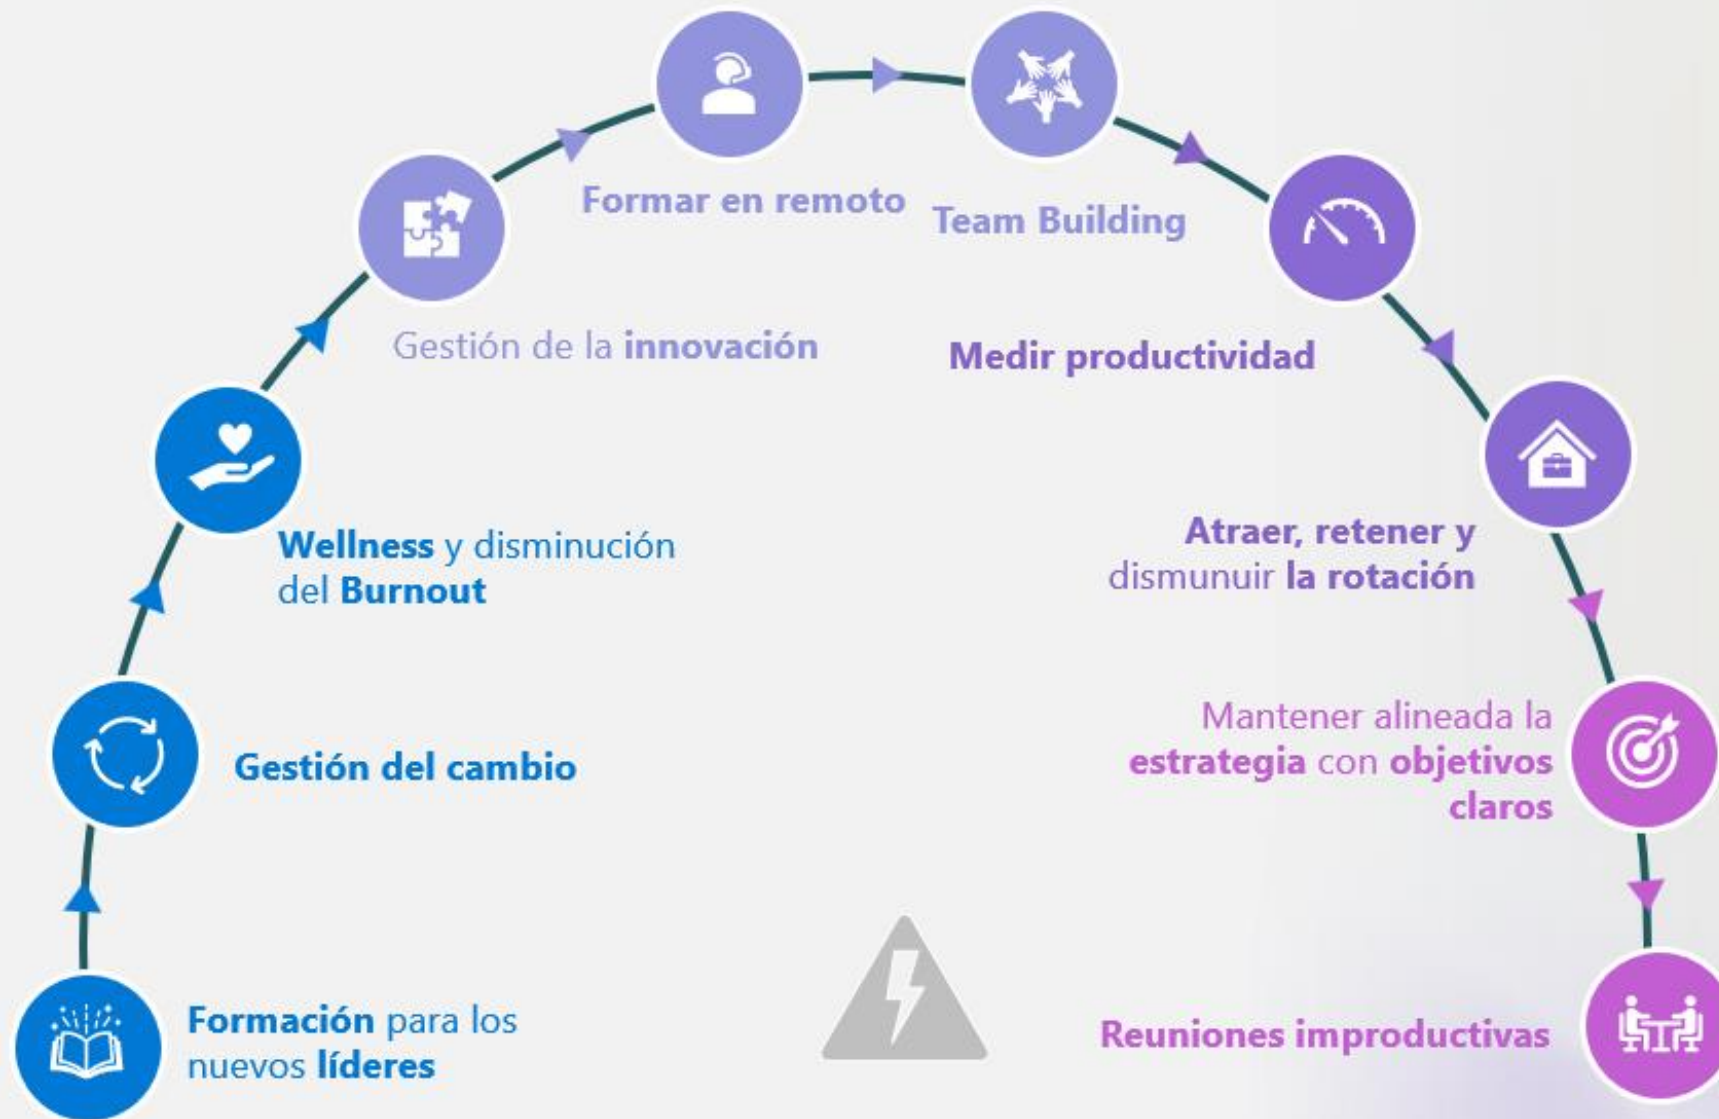 Formar en remoto
Team Building
Gestión de la innovación
Medir productividad
Wellness y disminución
del Burnout
Atraer, retener y
dismunuir la rotación
Gestión del cambio
Mantener alineada la
estrategia con objetivos
claros
Formación para los
nuevos líderes
Reuniones improductivas